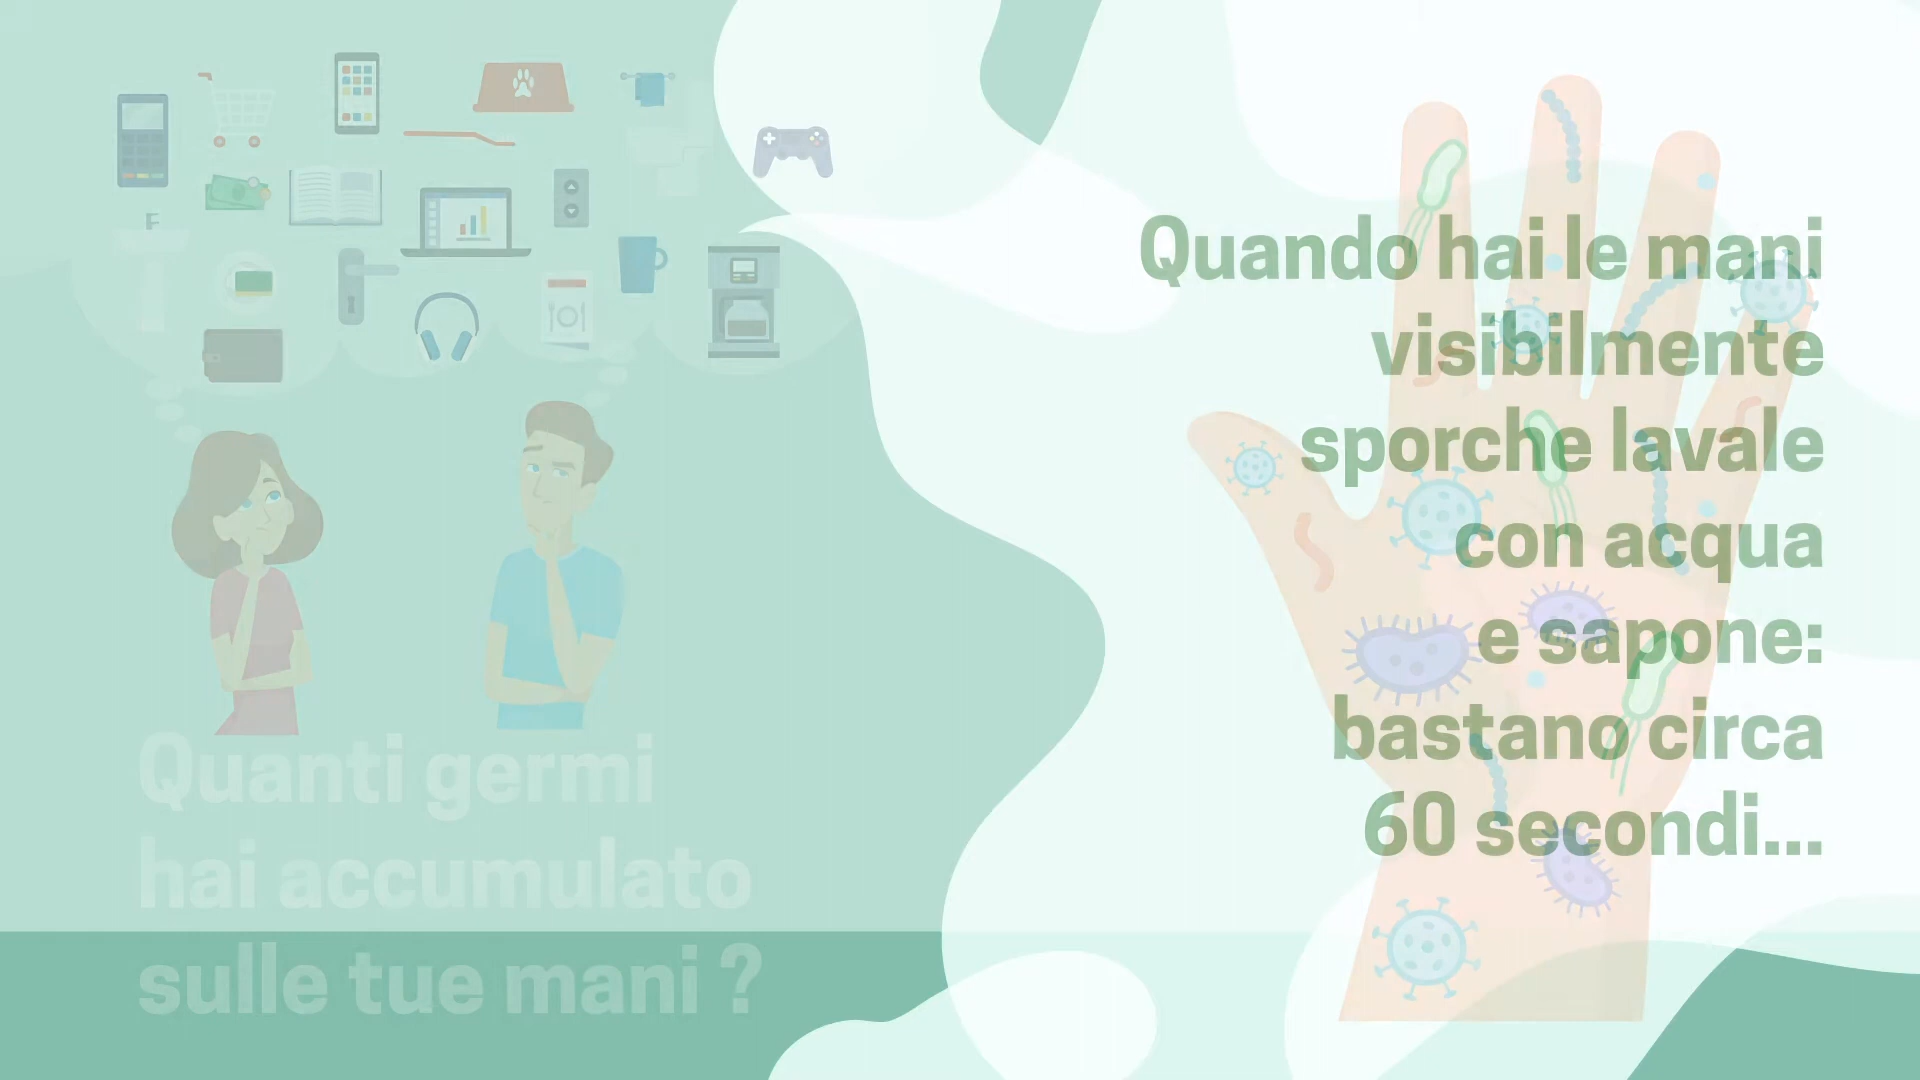 Quanti germi
hai accumulato
sulle tue mani ?
Quando hai le mani
visibilmente
sporche lavale
con acqua
e sapone:
bastano circa
60 secondi...